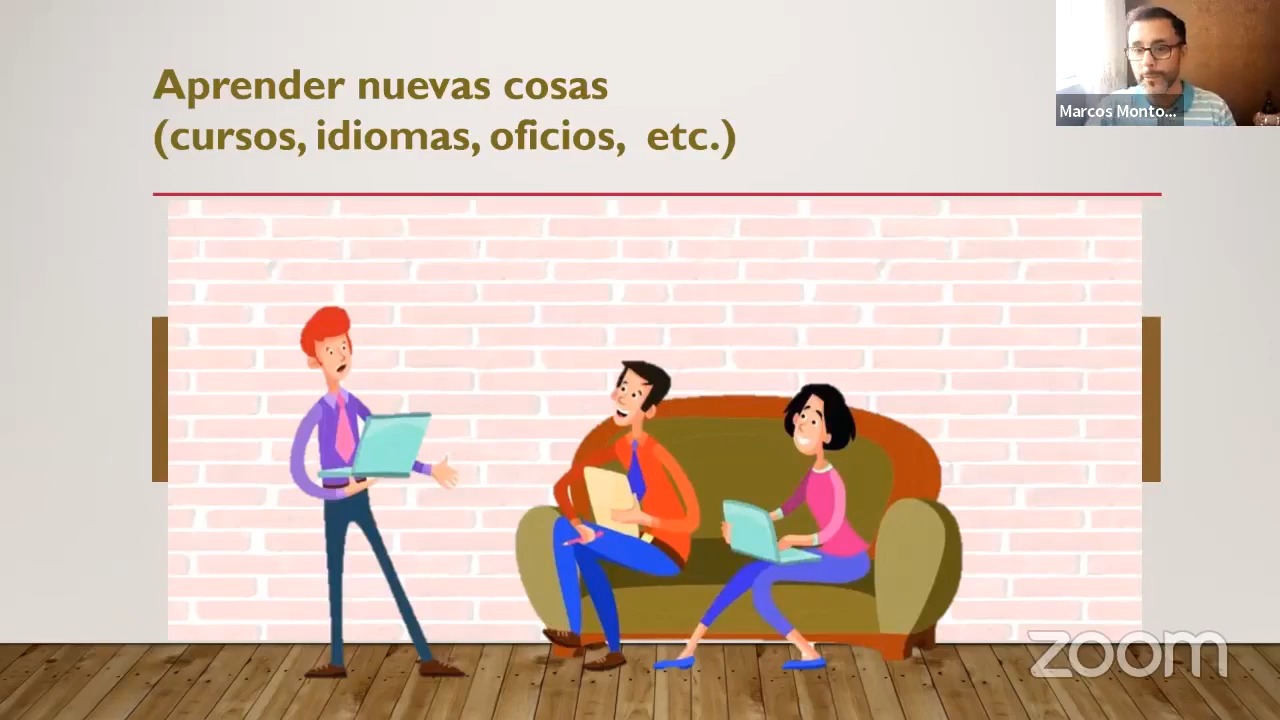 Aprender nuevas cosas
(cursos, idiomas, oficios, etc.)
Marcos Monto...
zoom